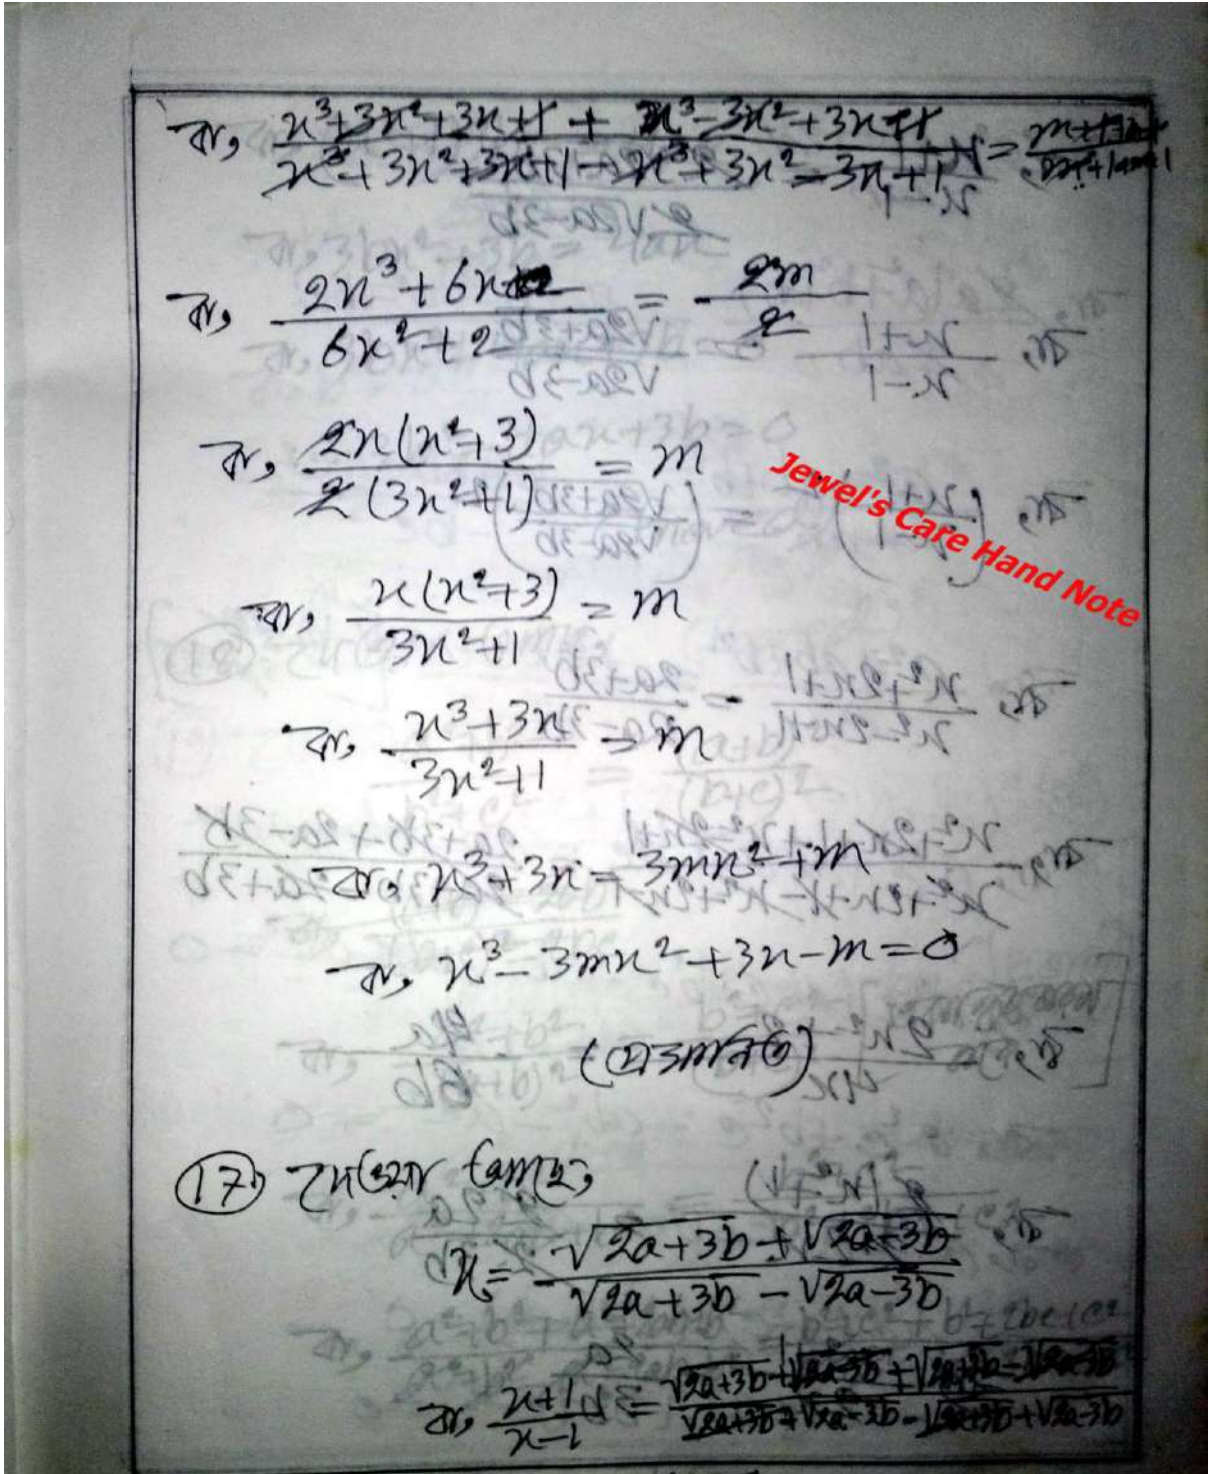 বা, x³+3x²+3x+1 + x³-3x²+3x-1 / x³+3x²+3x+1-x³+3x²-3x+1 =
বা, 2x³+6x / 6x²+2 = 2m / 2
বা, 2x(x²+3) / 2(3x²+1) = m
Jewel's Care Hand Note
বা, x(x²+3) / 3x²+1 = m
বা, x³+3x / 3x²+1 = m
বা, x³+3x = 3mx²+m
বা, x³-3mx²+3x-m=0
(দেখানো হলো)
17) দেওয়া আছে,
x = √2a+3b + √2a-3b / √2a+3b - √2a-3b
বা, x+1 / x-1 = √2a+3b+√2a-3b+√2a+3b-√2a-3b / √2a+3b+√2a-3b-√2a+3b+√2a-3b